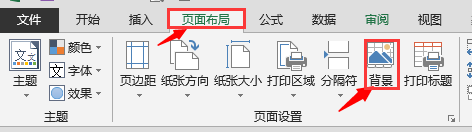 文件 开始 插入 页面布局 公式 数据 审阅 视图
颜色
字体
效果
主题 页边距 纸张方向 纸张大小 打印区域 分隔符 背景 打印标题
主题 页面设置